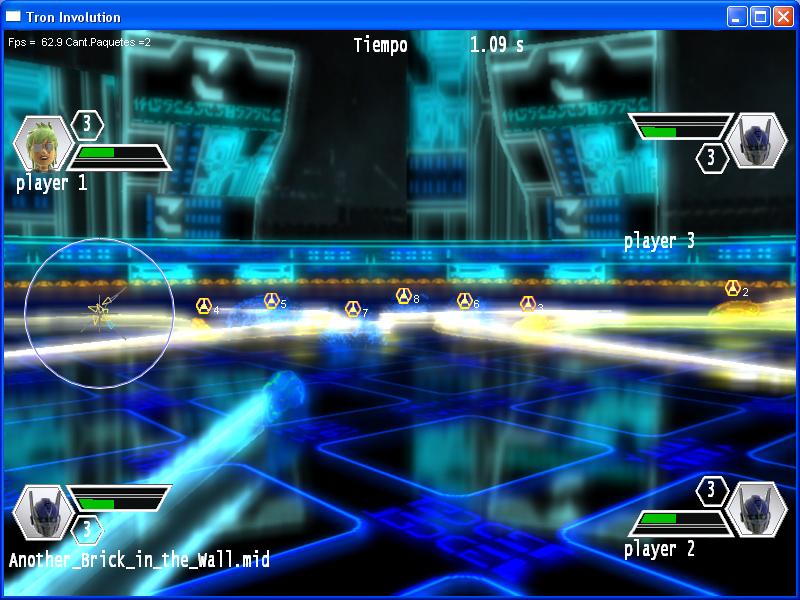 Tron Involution
Fps = 62.9 Cant.Paquetes =2
Tiempo 1.09 s
3
player 1
3
player 3
4
5
7
8
6
3
2
3
3
Another_Brick_in_the_Wall.mid
player 2